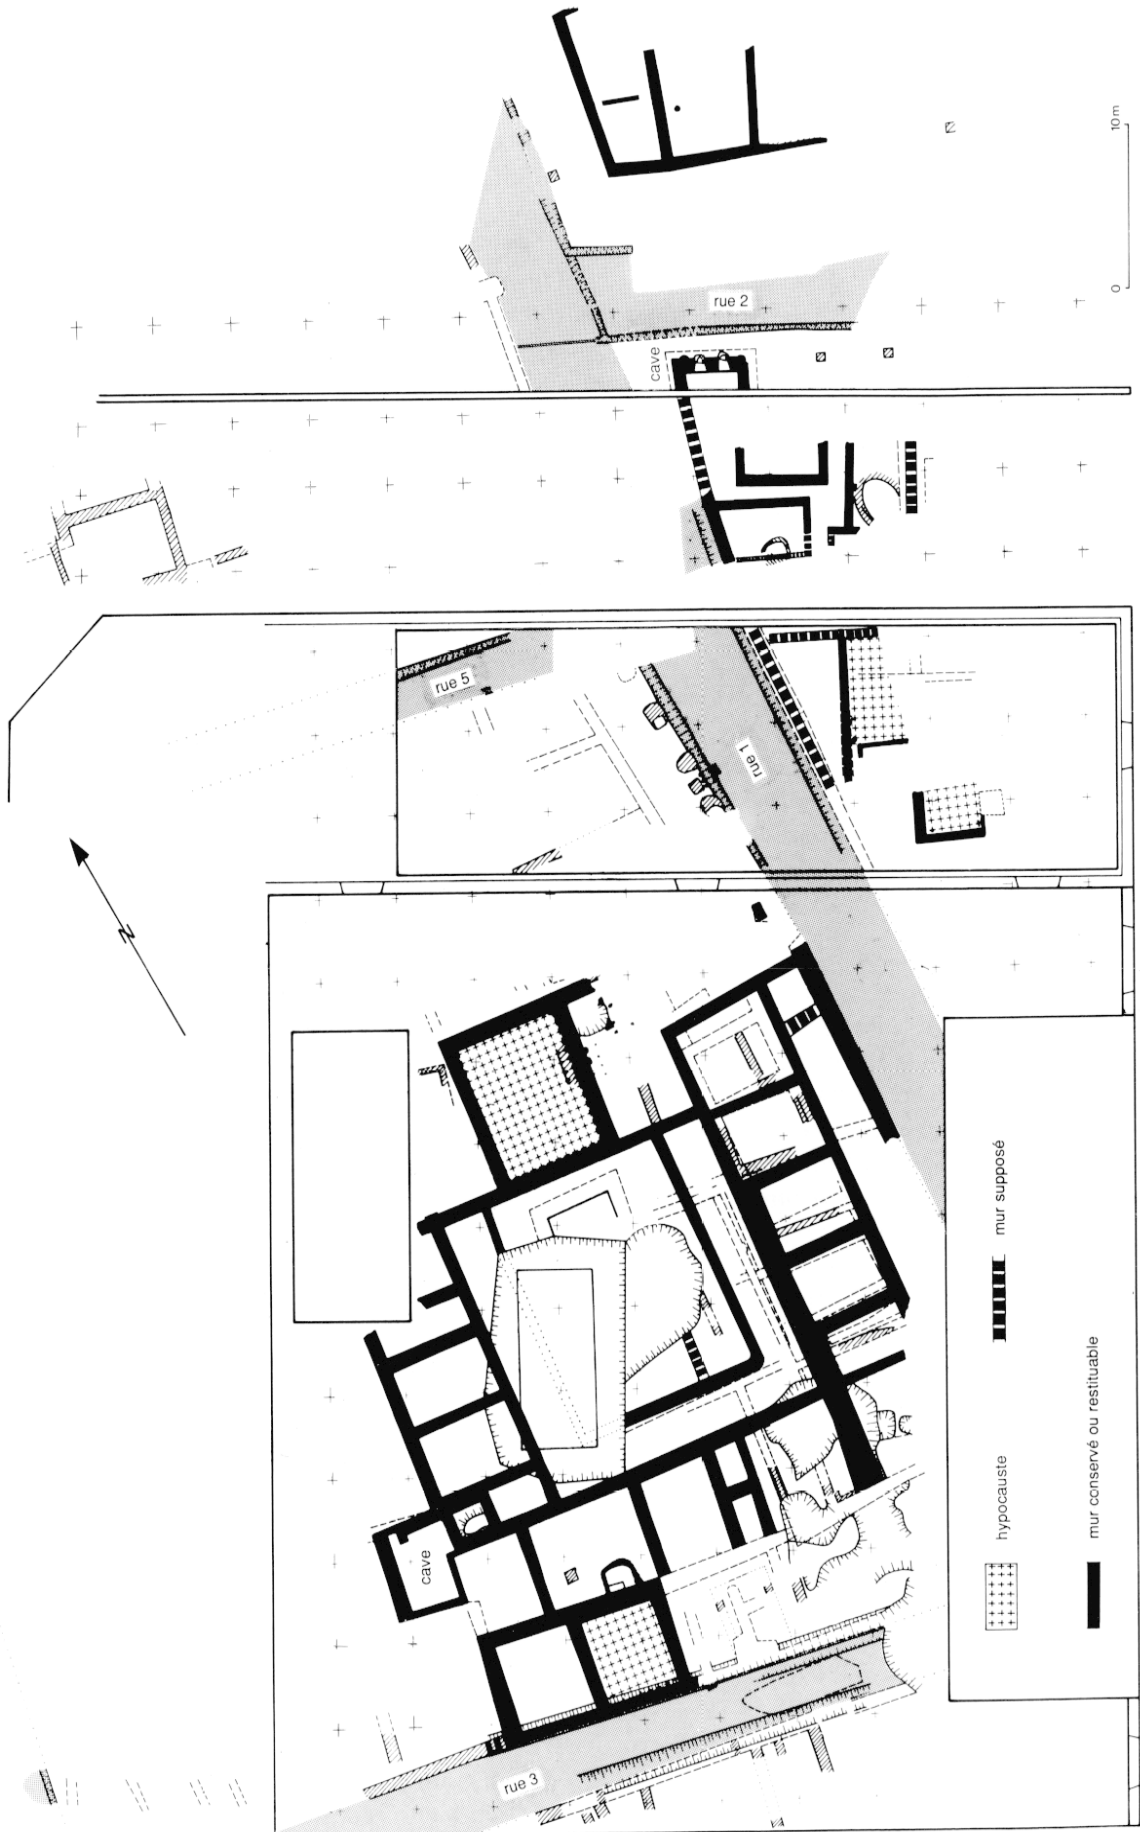 10 m
0
rue 2
cave
rue 5
rue 1
N
cave
rue 3
mur supposé
hypocauste
mur conservé ou restituable